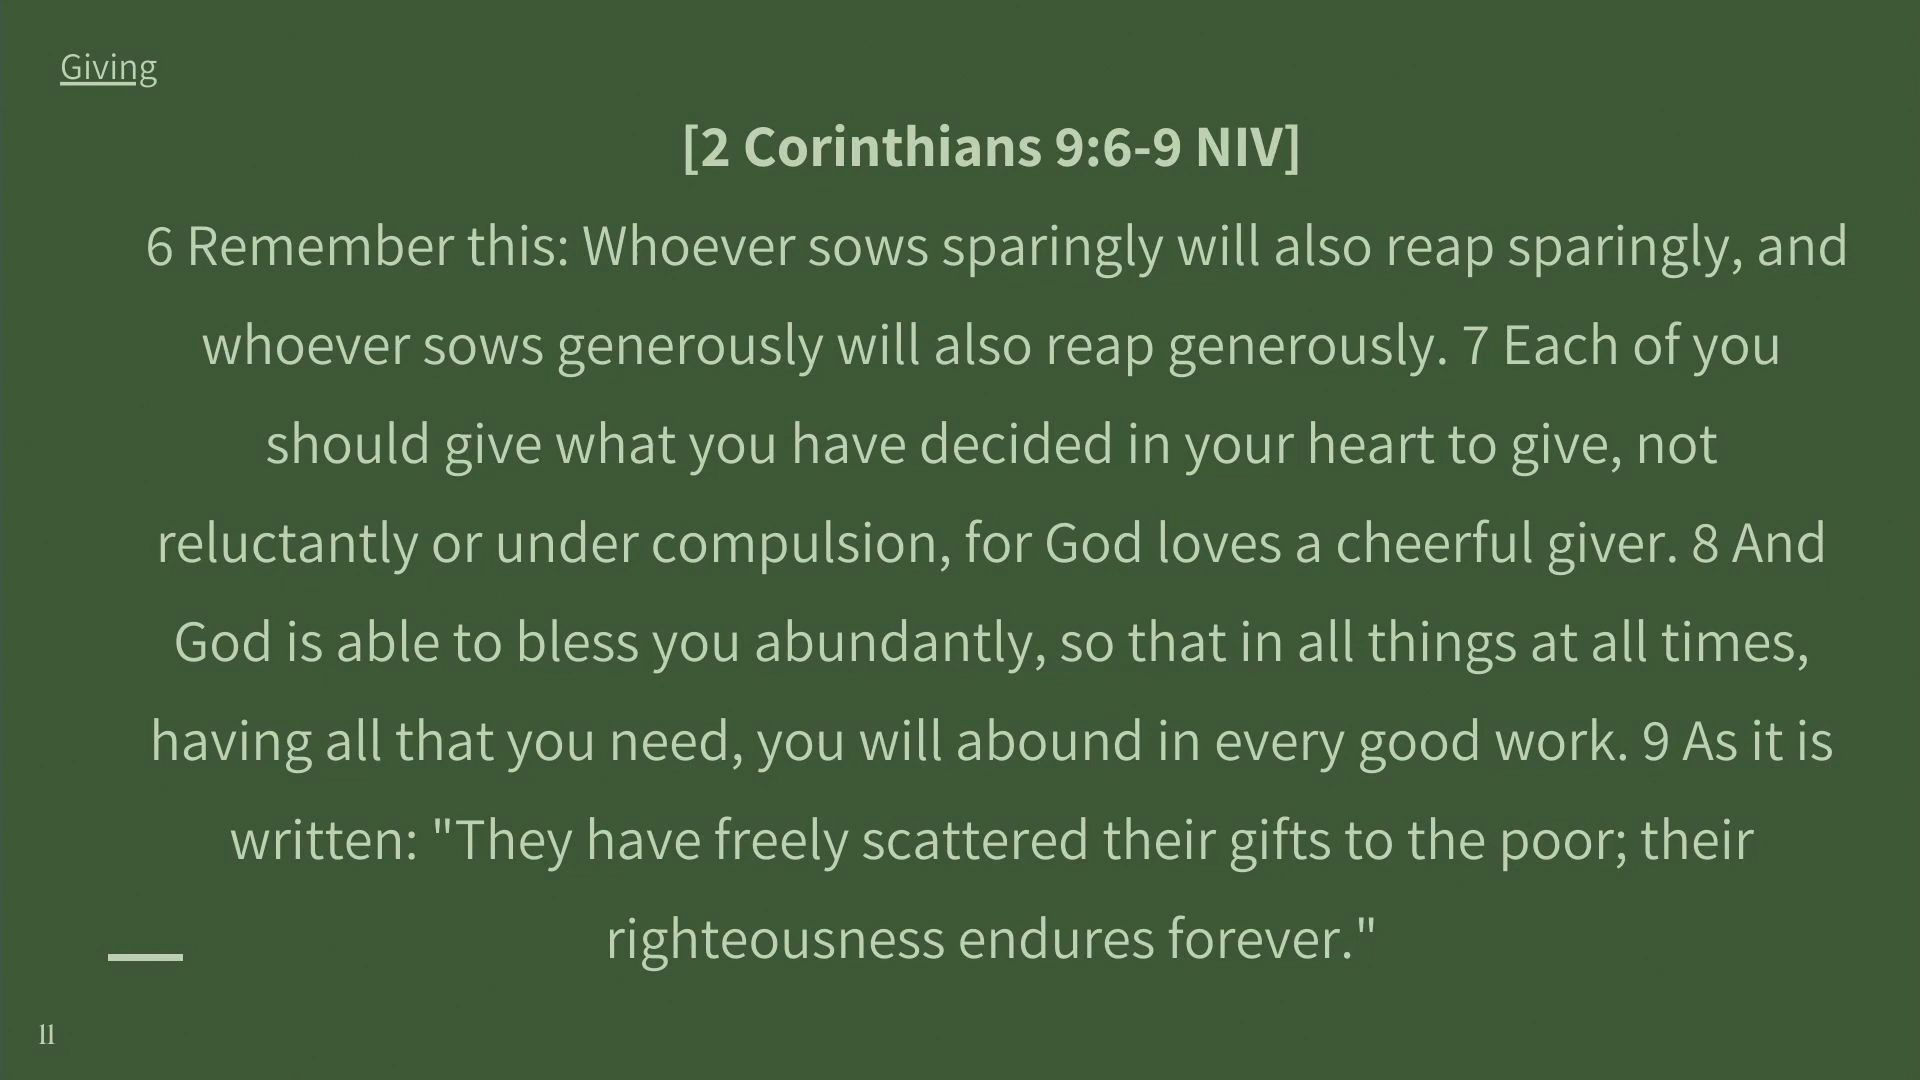 Giving
[2 Corinthians 9:6-9 NIV]
6 Remember this: Whoever sows sparingly will also reap sparingly, and
whoever sows generously will also reap generously. 7 Each of you
should give what you have decided in your heart to give, not
reluctantly or under compulsion, for God loves a cheerful giver. 8 And
God is able to bless you abundantly, so that in all things at all times,
having all that you need, you will abound in every good work. 9 As it is
written: "They have freely scattered their gifts to the poor; their
righteousness endures forever."
11